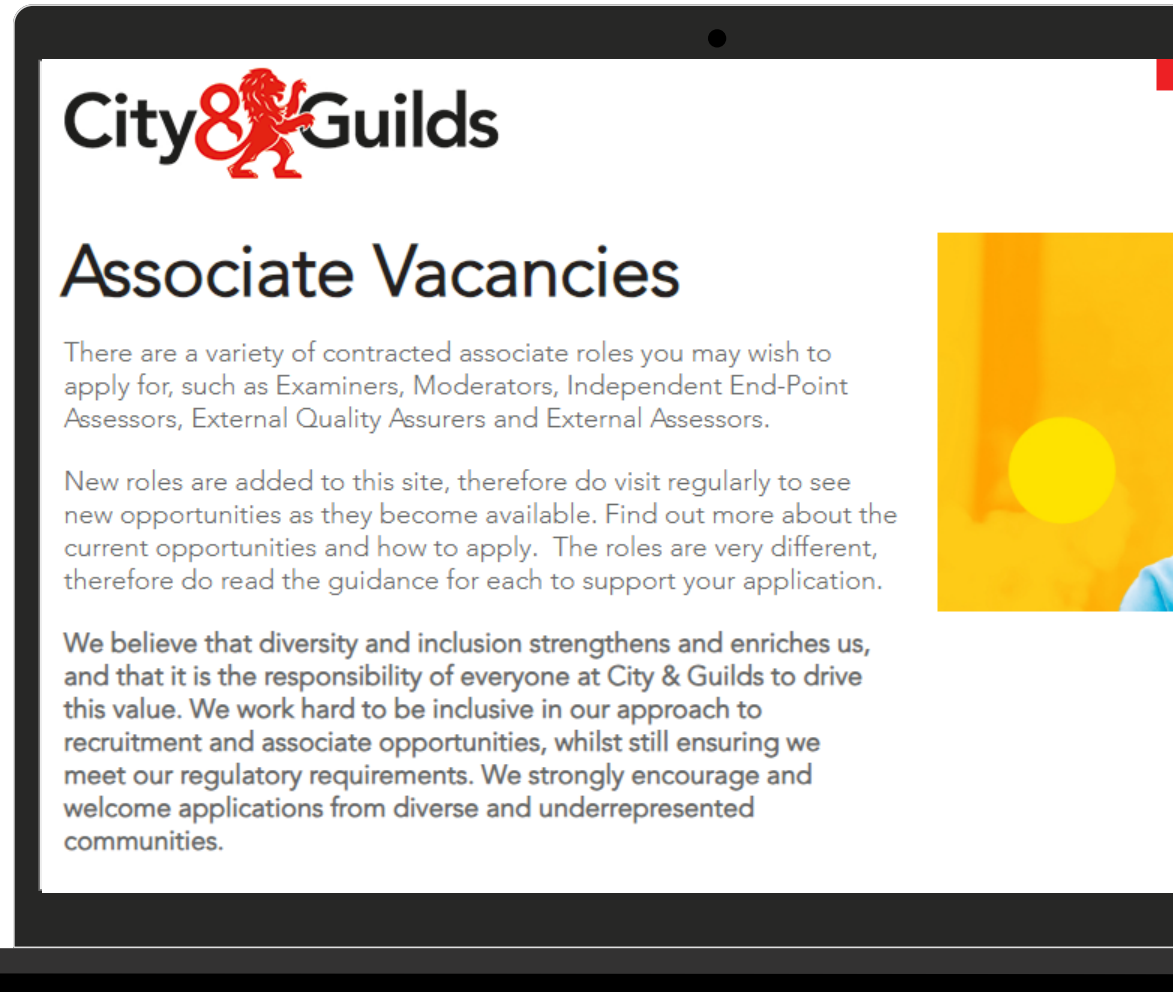 City&Guilds
Associate Vacancies
There are a variety of contracted associate roles you may wish to
apply for, such as Examiners, Moderators, Independent End-Point
Assessors, External Quality Assurers and External Assessors.
New roles are added to this site, therefore do visit regularly to see
new opportunities as they become available. Find out more about the
current opportunities and how to apply.  The roles are very different,
therefore do read the guidance for each to support your application.
We believe that diversity and inclusion strengthens and enriches us,
and that it is the responsibility of everyone at City & Guilds to drive
this value. We work hard to be inclusive in our approach to
recruitment and associate opportunities, whilst still ensuring we
meet our regulatory requirements. We strongly encourage and
welcome applications from diverse and underrepresented
communities.